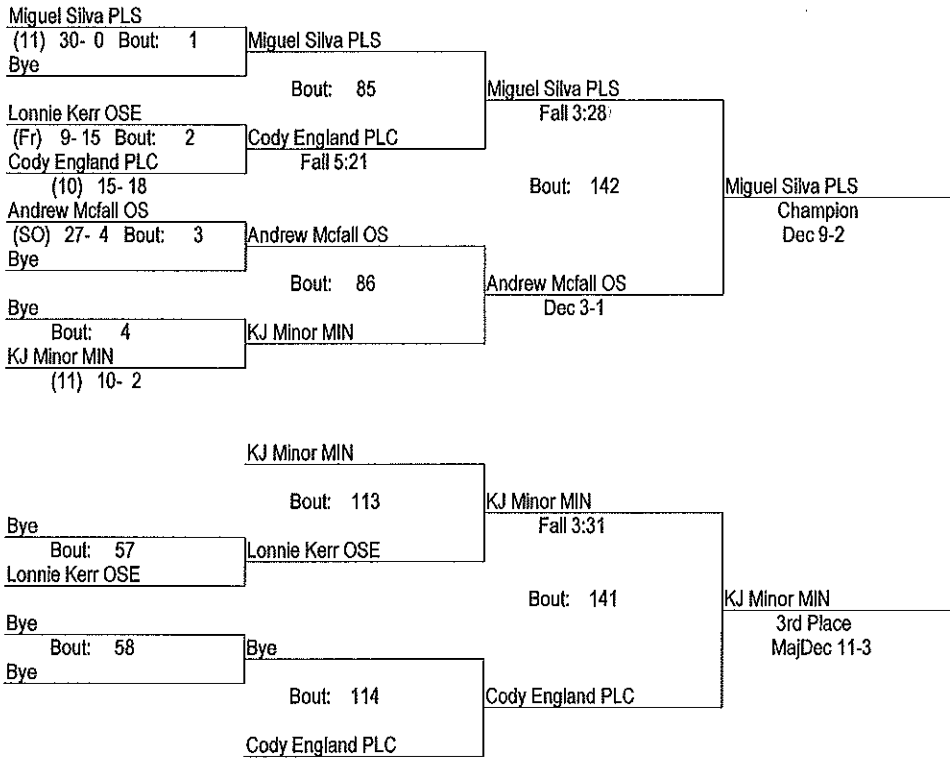 Miguel Silva PLS
(11) 30- 0 Bout: 1
Miguel Silva PLS
Bye
Bout: 85
Miguel Silva PLS
Lonnie Kerr OSE
Fall 3:28
(Fr) 9- 15 Bout: 2
Cody England PLC
Cody England PLC
Fall 5:21
(10) 15- 18
Bout: 142
Miguel Silva PLS
Andrew Mcfall OS
Champion
(SO) 27- 4 Bout: 3
Andrew Mcfall OS
Dec 9-2
Bye
Bout: 86
Andrew Mcfall OS
Bye
Dec 3-1
Bout: 4
KJ Minor MIN
KJ Minor MIN
(11) 10- 2
KJ Minor MIN
Bout: 113
KJ Minor MIN
Bye
Fall 3:31
Bout: 57
Lonnie Kerr OSE
Lonnie Kerr OSE
Bout: 141
KJ Minor MIN
Bye
3rd Place
Bout: 58
Bye
MajDec 11-3
Bye
Bout: 114
Cody England PLC
Cody England PLC